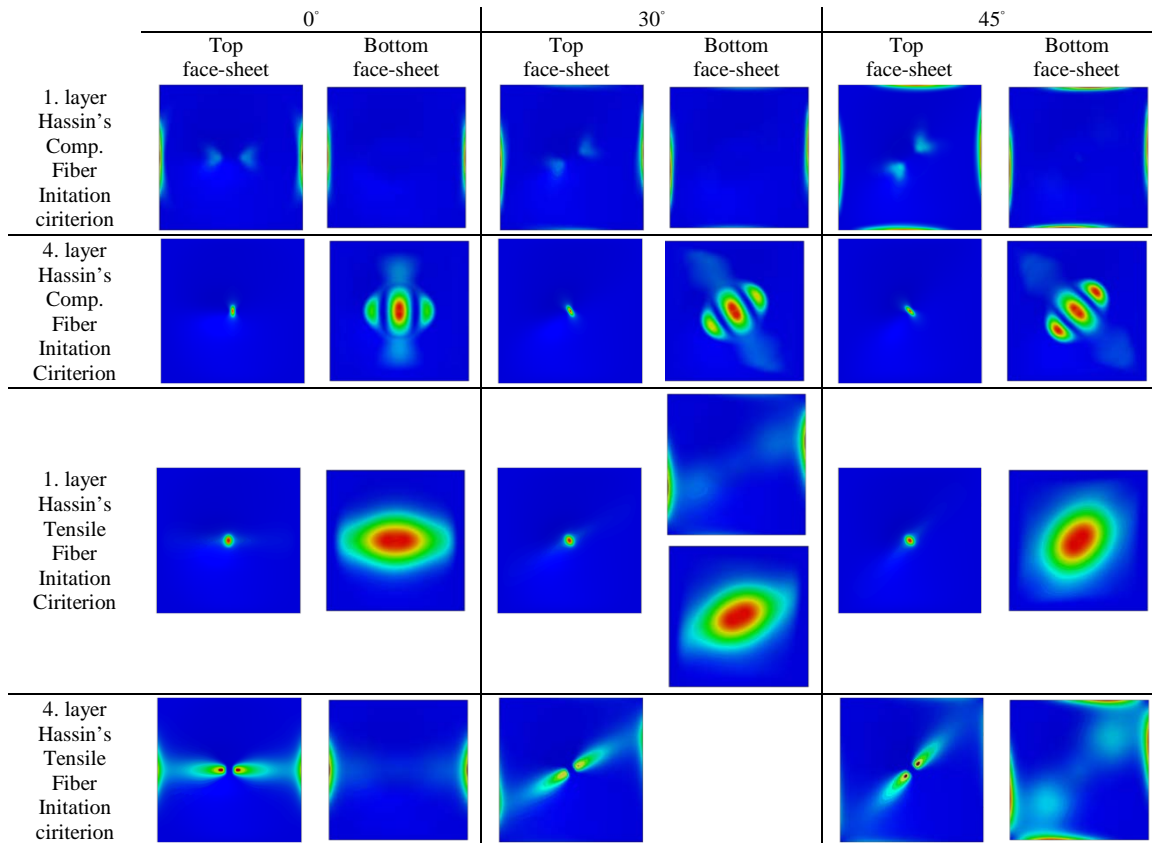 0° 30° 45°
Top Bottom Top Bottom Top Bottom
face-sheet face-sheet face-sheet face-sheet face-sheet face-sheet
1. layer
Hassin's
Comp.
Fiber
Initation
ciriterion
4. layer
Hassin's
Comp.
Fiber
Initation
Ciriterion
1. layer
Hassin's
Tensile
Fiber
Initation
Ciriterion
4. layer
Hassin's
Tensile
Fiber
Initation
ciriterion